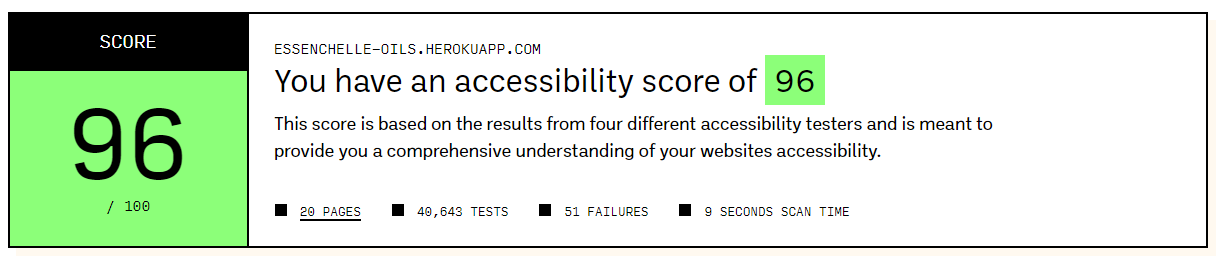 SCORE
96
/ 100
ESSENCHELLE-OILS.HEROKUAPP.COM
You have an accessibility score of 96
This score is based on the results from four different accessibility testers and is meant to
provide you a comprehensive understanding of your websites accessibility.
20 PAGES 40,643 TESTS 51 FAILURES 9 SECONDS SCAN TIME